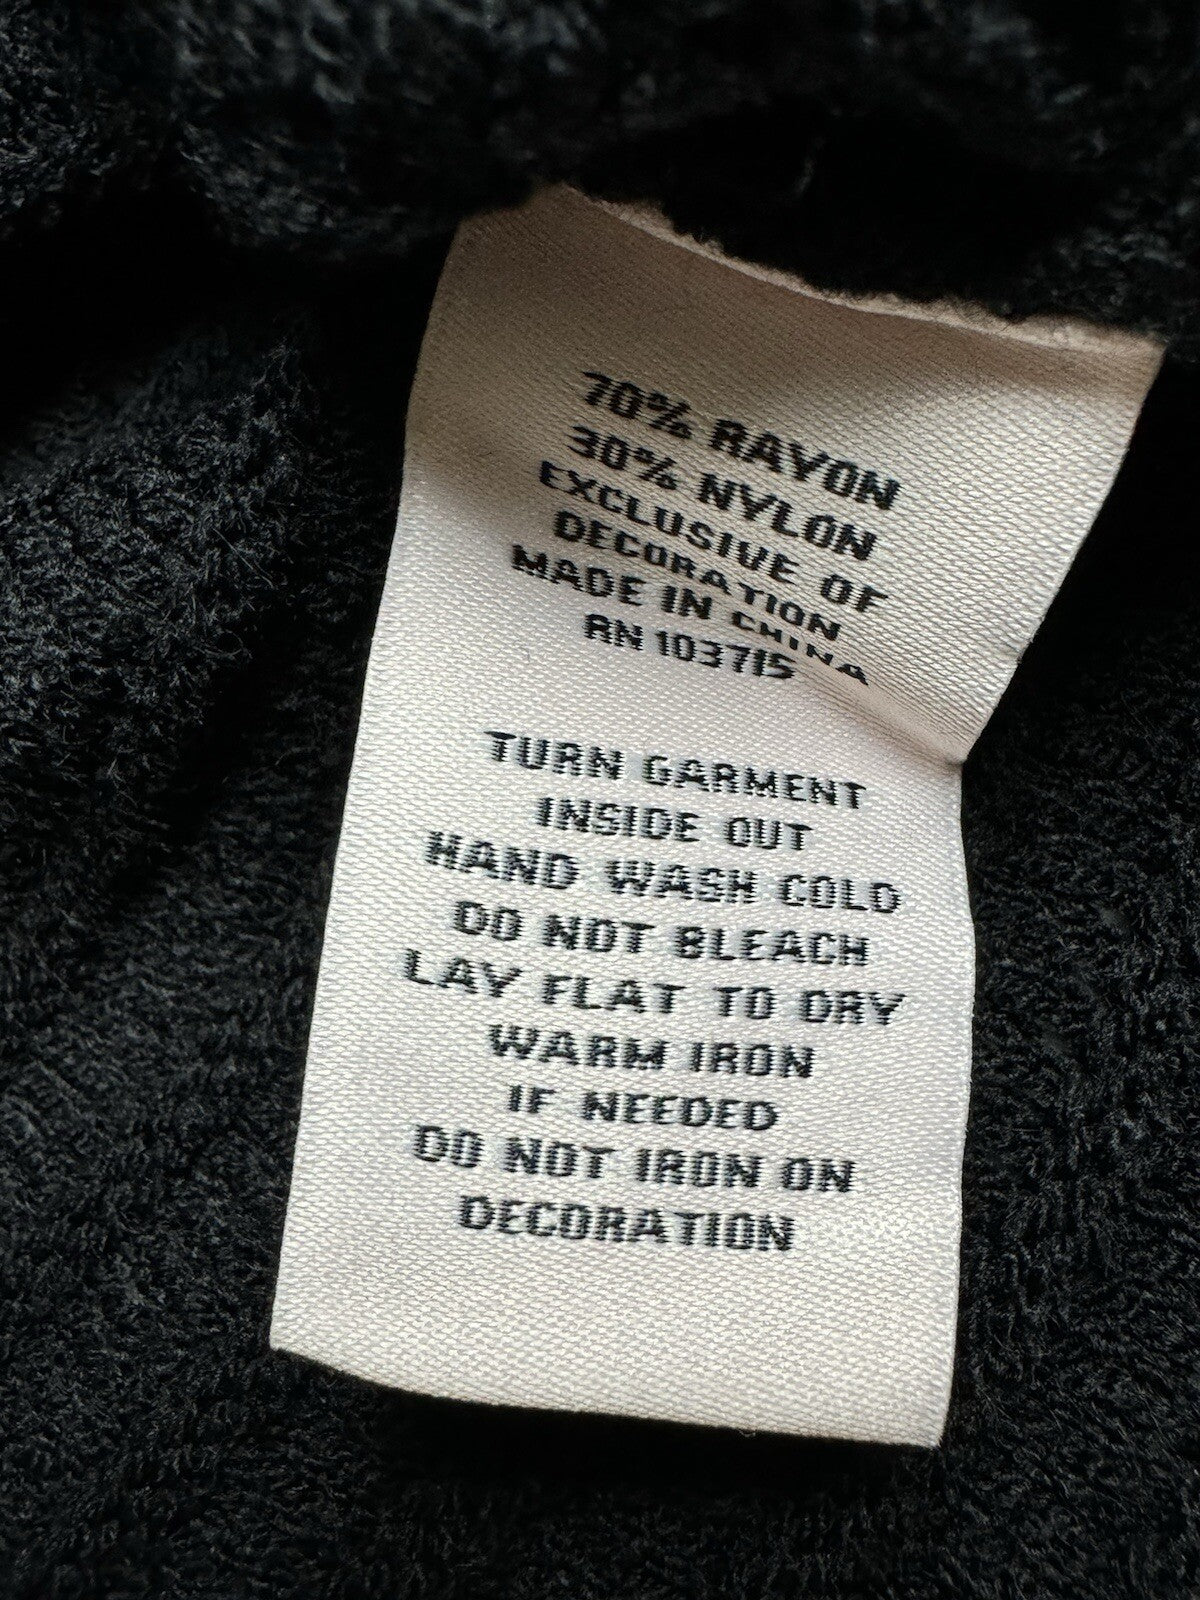 70% RAYON
30% NYLON
EXCLUSIVE OF
DECORATION
MADE IN CHINA
RN 103715
TURN GARMENT
INSIDE OUT
HAND WASH COLD
DO NOT BLEACH
LAY FLAT TO DRY
WARM IRON
IF NEEDED
DO NOT IRON ON
DECORATION